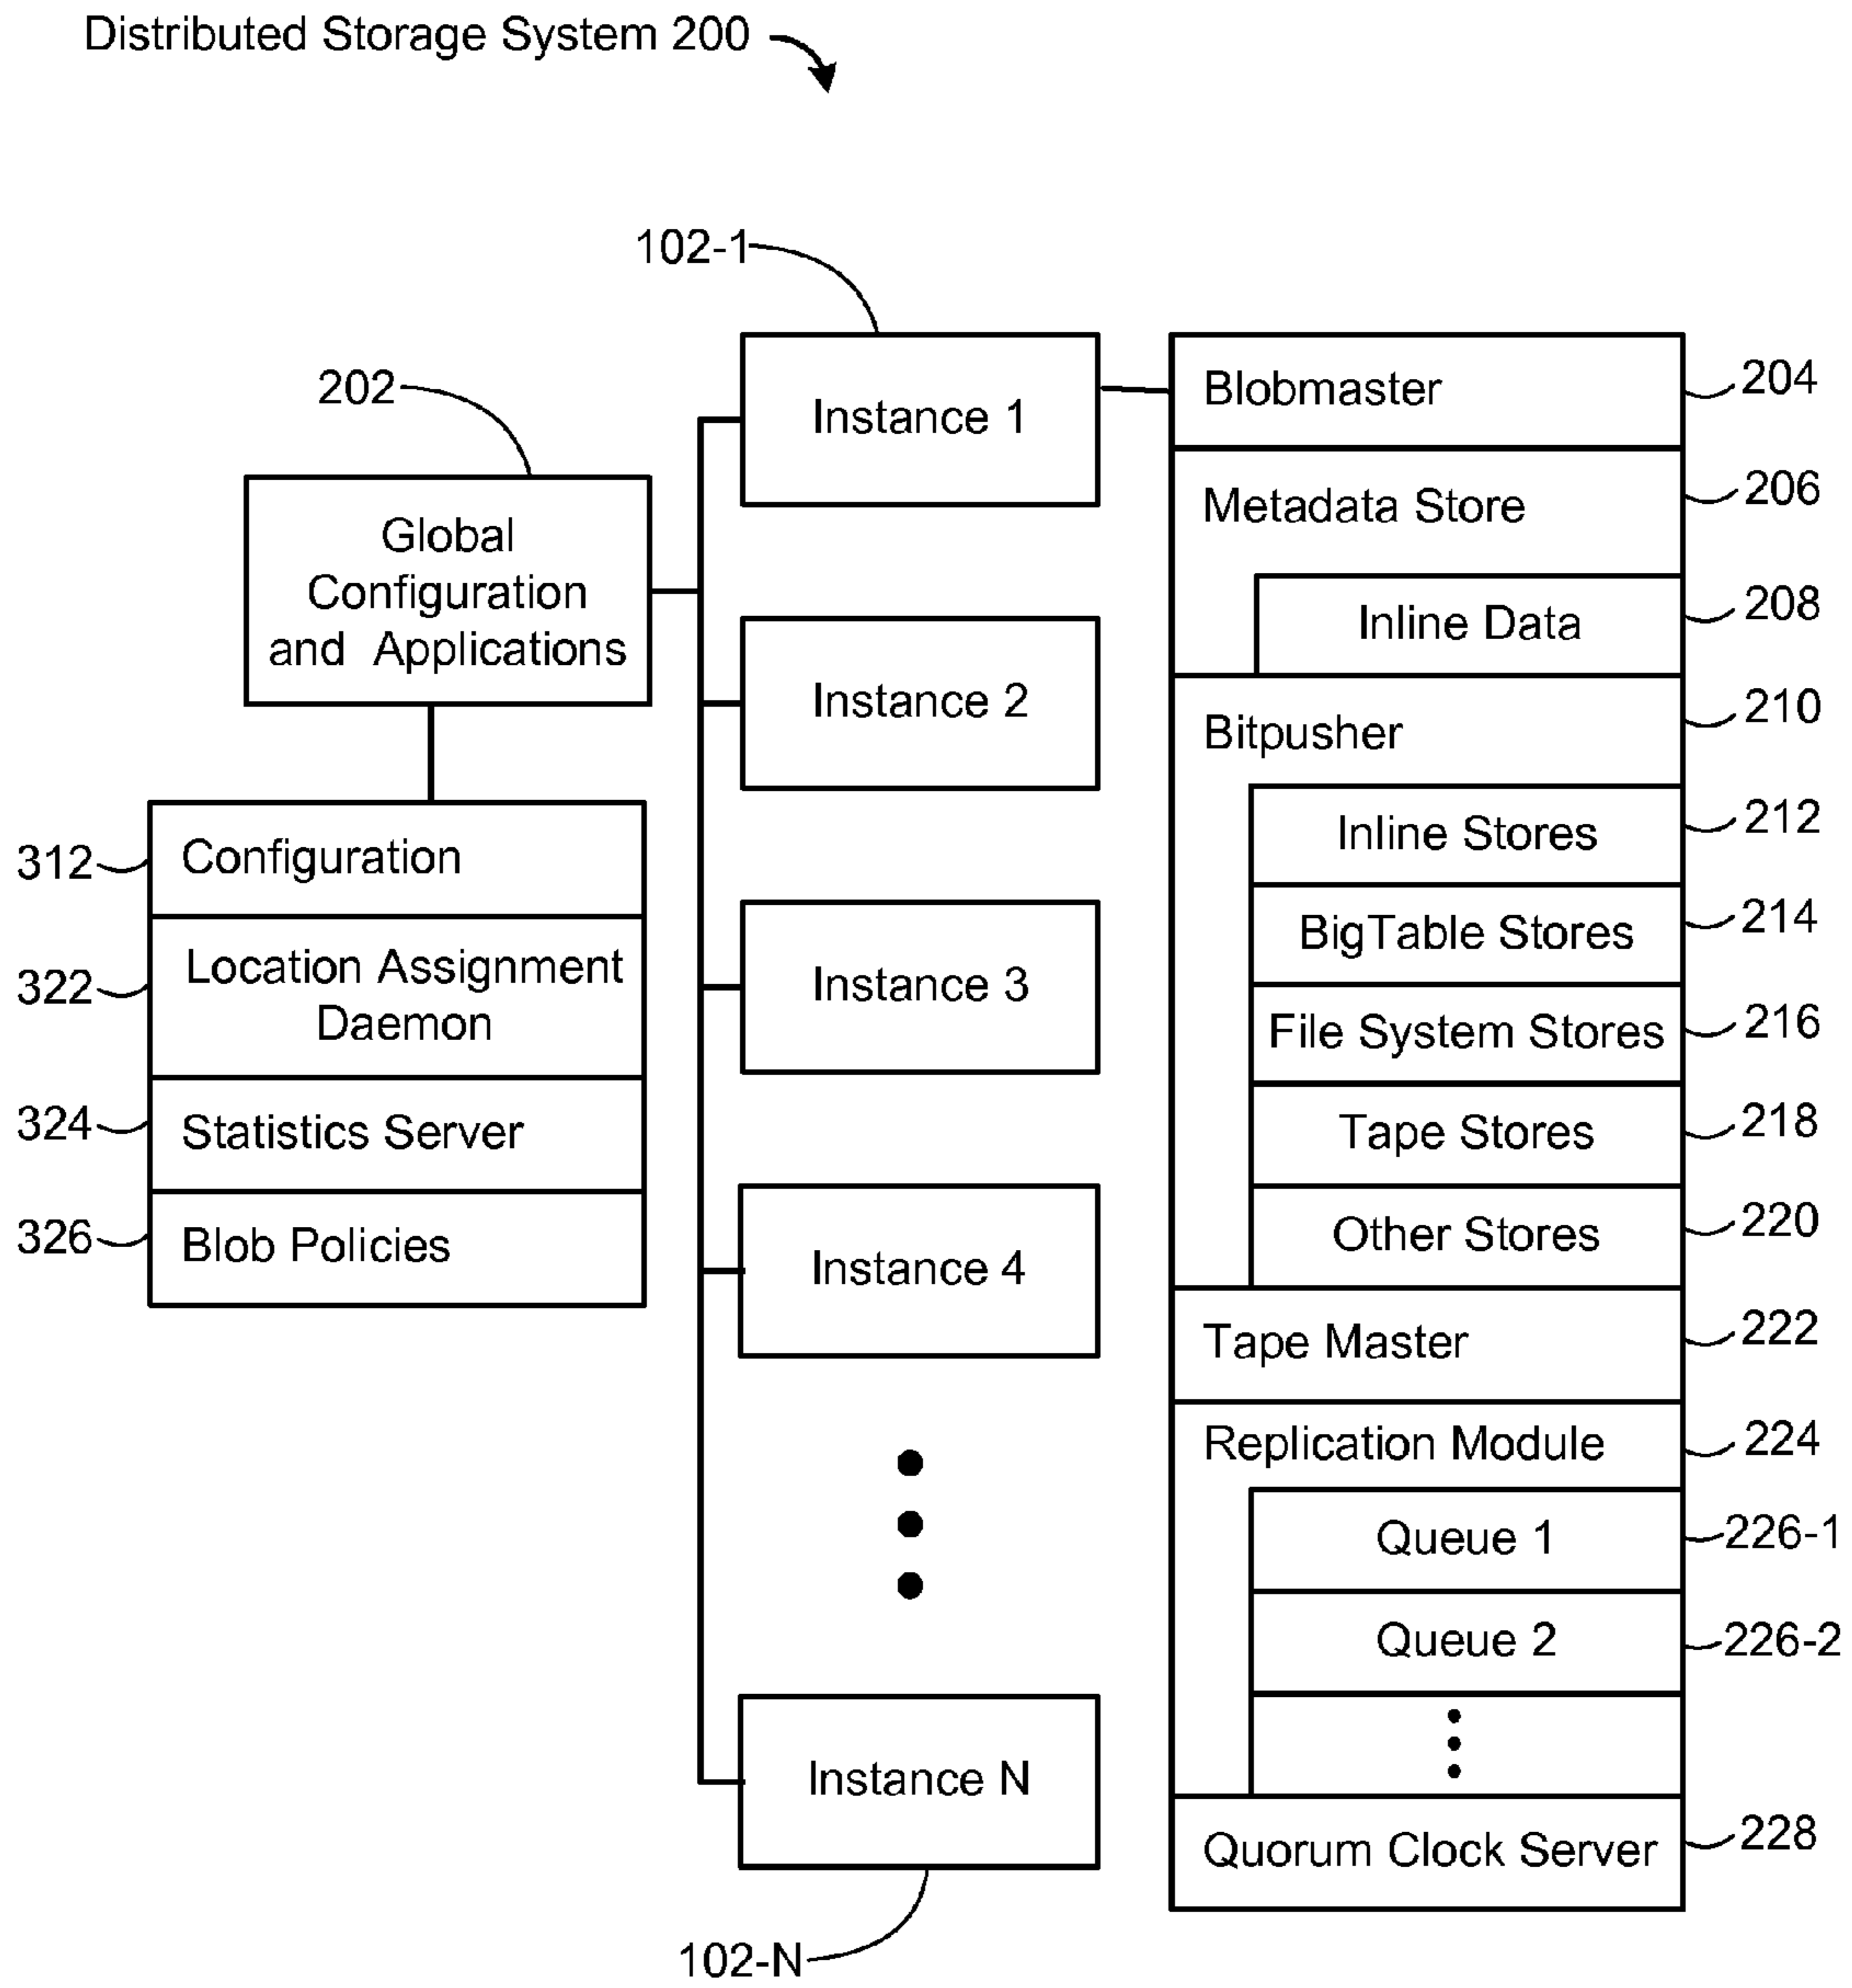 Distributed Storage System 200
102-1
202
Global
Configuration
and Applications
312
Configuration
322
Location Assignment
Daemon
324
Statistics Server
326
Blob Policies
Instance 1
Instance 2
Instance 3
Instance 4
Instance N
102-N
Blobmaster
204
Metadata Store
206
Inline Data
208
Bitpusher
210
Inline Stores
212
BigTable Stores
214
File System Stores
216
Tape Stores
218
Other Stores
220
Tape Master
222
Replication Module
224
Queue 1
226-1
Queue 2
226-2
Quorum Clock Server
228